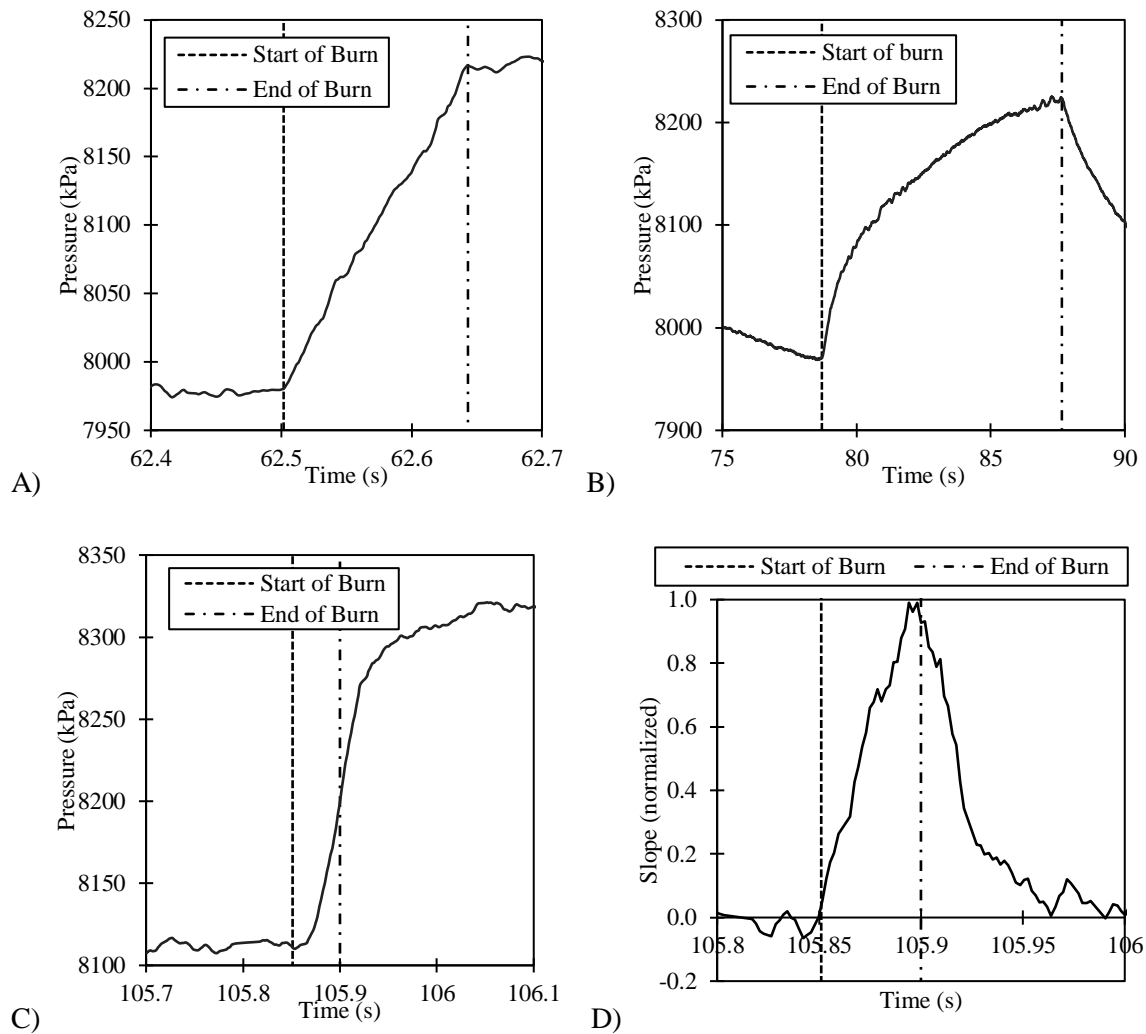 8250
8200
8150
8100
8050
8000
7950
Pressure (kPa)
Start of Burn
End of Burn
62.4 62.5 62.6 62.7
Time (s)
A)
8300
8200
8100
8000
7900
Pressure (kPa)
Start of burn
End of Burn
75 80 85 90
Time (s)
B)
8350
8300
8250
8200
8150
8100
Pressure (kPa)
Start of Burn
End of Burn
105.7 105.8 105.9 106 106.1
Time (s)
C)
Start of Burn End of Burn
1.0
0.8
0.6
0.4
0.2
0.0
-0.2
Slope (normalized)
105.8 105.85 105.9 105.95 106
Time (s)
D)